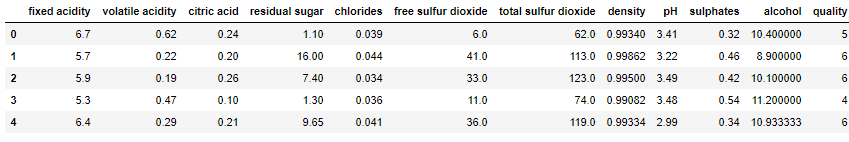 fixed acidity volatile acidity citric acid residual sugar chlorides free sulfur dioxide total sulfur dioxide density pH sulphates alcohol quality
0 6.7 0.62 0.24 1.10 0.039 6.0 62.0 0.99340 3.41 0.32 10.400000 5
1 5.7 0.22 0.20 16.00 0.044 41.0 113.0 0.99862 3.22 0.46 8.900000 6
2 5.9 0.19 0.26 7.40 0.034 33.0 123.0 0.99500 3.49 0.42 10.100000 6
3 5.3 0.47 0.10 1.30 0.036 11.0 74.0 0.99082 3.48 0.54 11.200000 4
4 6.4 0.29 0.21 9.65 0.041 36.0 119.0 0.99334 2.99 0.34 10.933333 6